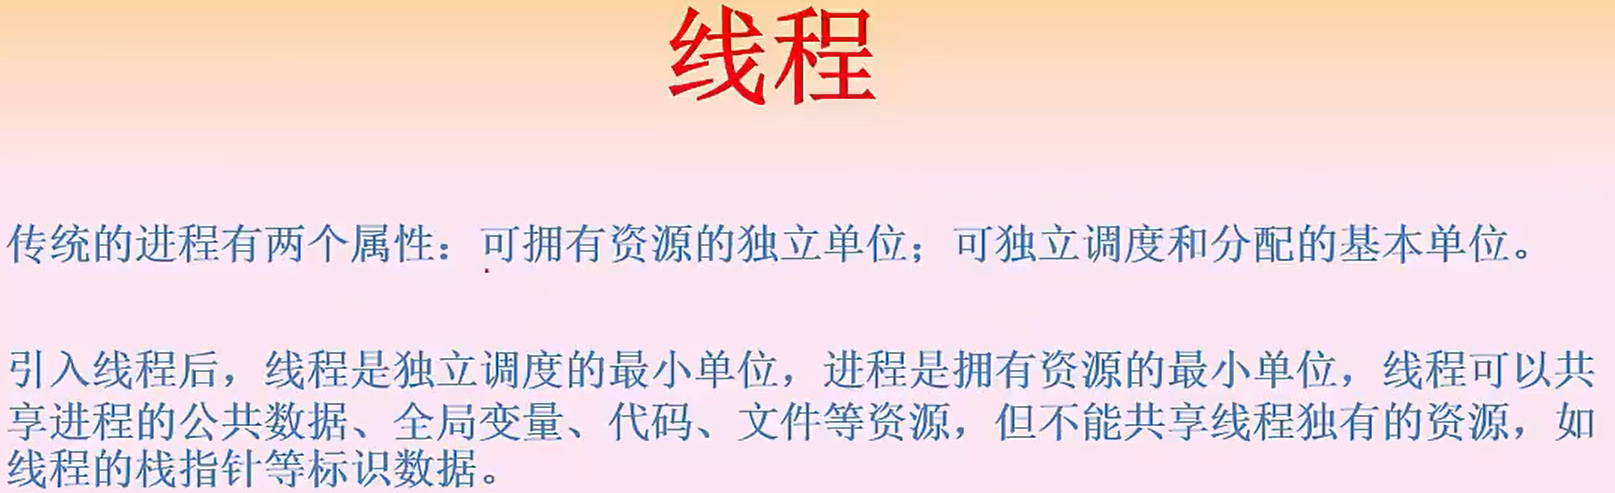 线程
传统的进程有两个属性：可拥有资源的独立单位；可独立调度和分配的基本单位。
引入线程后，线程是独立调度的最小单位，进程是拥有资源的最小单位，线程可以共
享进程的公共数据、全局变量、代码、文件等资源，但不能共享线程独有的资源，如
线程的栈指针等标识数据。